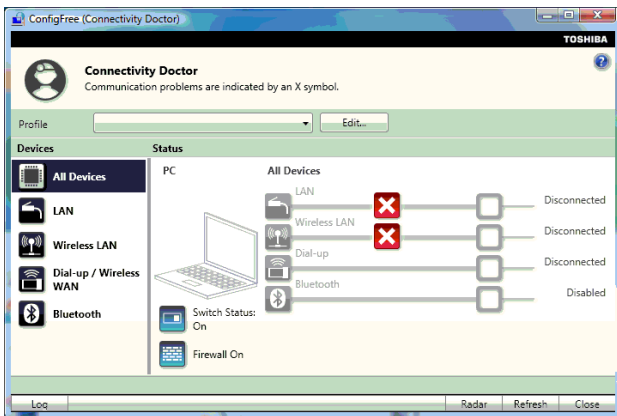 ConfigFree (Connectivity Doctor)
TOSHIBA
Connectivity Doctor
Communication problems are indicated by an X symbol.
Profile
Edit...
Devices
Status
All Devices
LAN
Wireless LAN
Dial-up / Wireless
WAN
Bluetooth
PC
Switch Status:
On
Firewall On
All Devices
LAN
Disconnected
Wireless LAN
Disconnected
Dial-up
Disconnected
Bluetooth
Disabled
Log
Radar
Refresh
Close